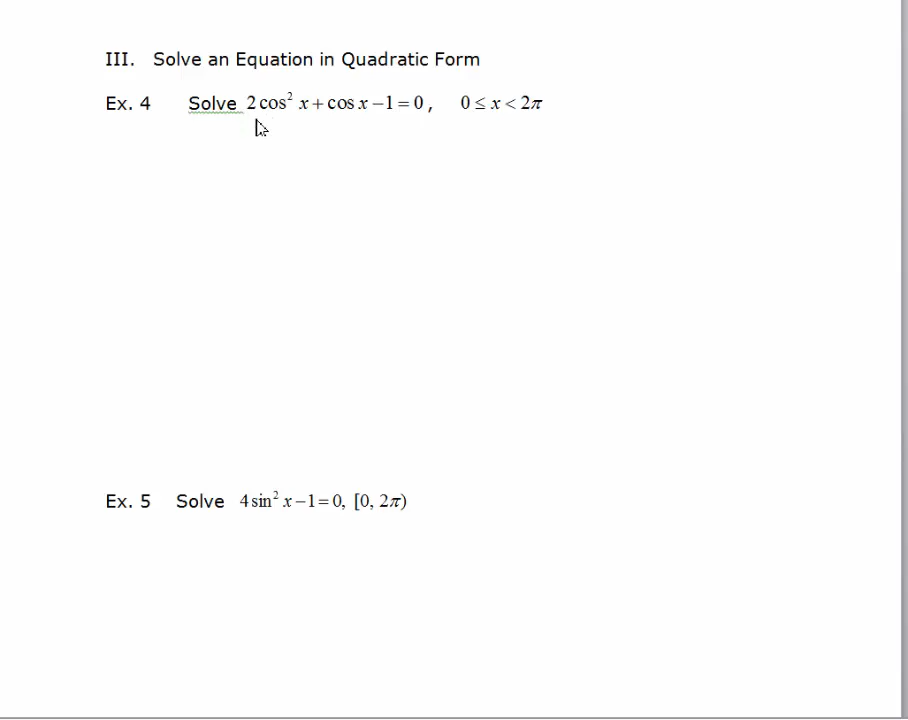 III. Solve an Equation in Quadratic Form
Ex. 4 Solve 2cos² x + cos x − 1 = 0, 0 ≤ x < 2π
Ex. 5 Solve 4sin² x − 1 = 0, [0, 2π)